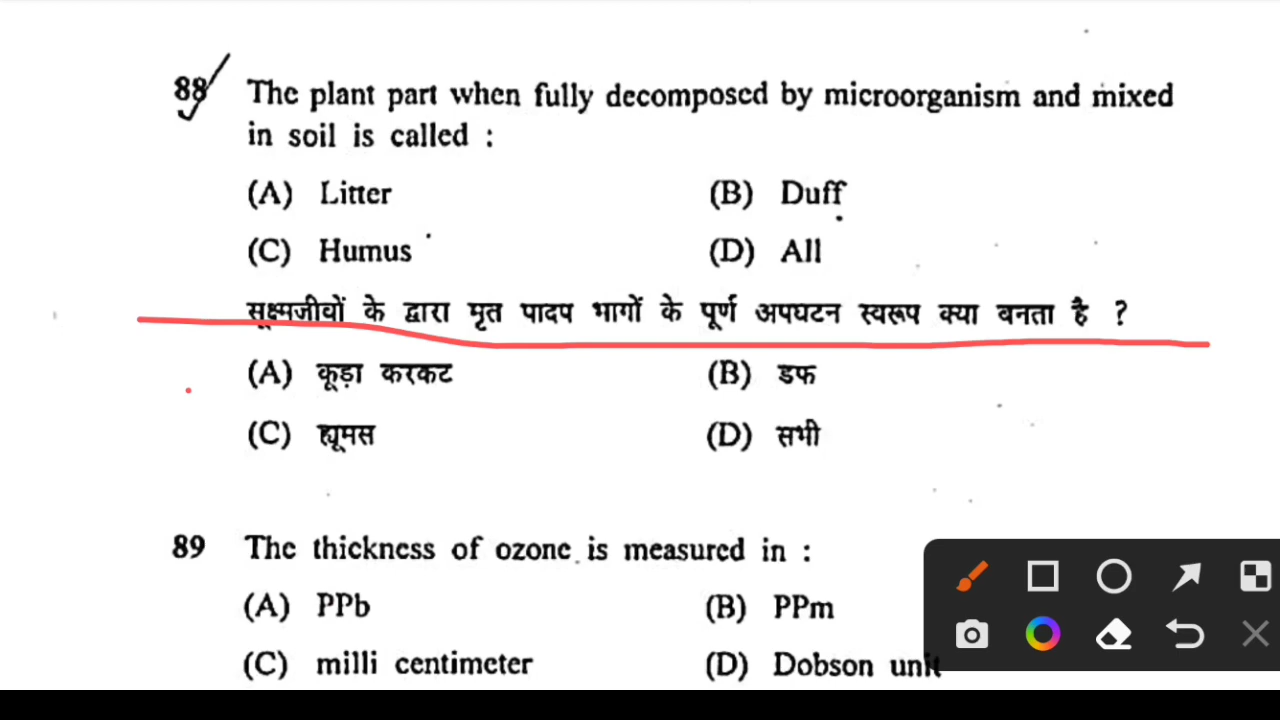 88 The plant part when fully decomposed by microorganism and mixed
in soil is called :
(A) Litter (B) Duff
(C) Humus (D) All
सूक्ष्मजीवों के द्वारा मृत पादप भागों के पूर्ण अपघटन स्वरूप क्या बनता है ?
(A) कूड़ा करकट (B) डफ
(C) ह्यूमस (D) सभी
89 The thickness of ozone is measured in :
(A) PPb (B) PPm
(C) milli centimeter (D) Dobson unit